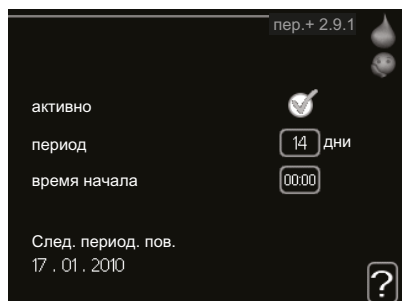 пер.+ 2.9.1
активно
период 14 дни
время начала 00:00
След. период. пов.
17 . 01 . 2010
?